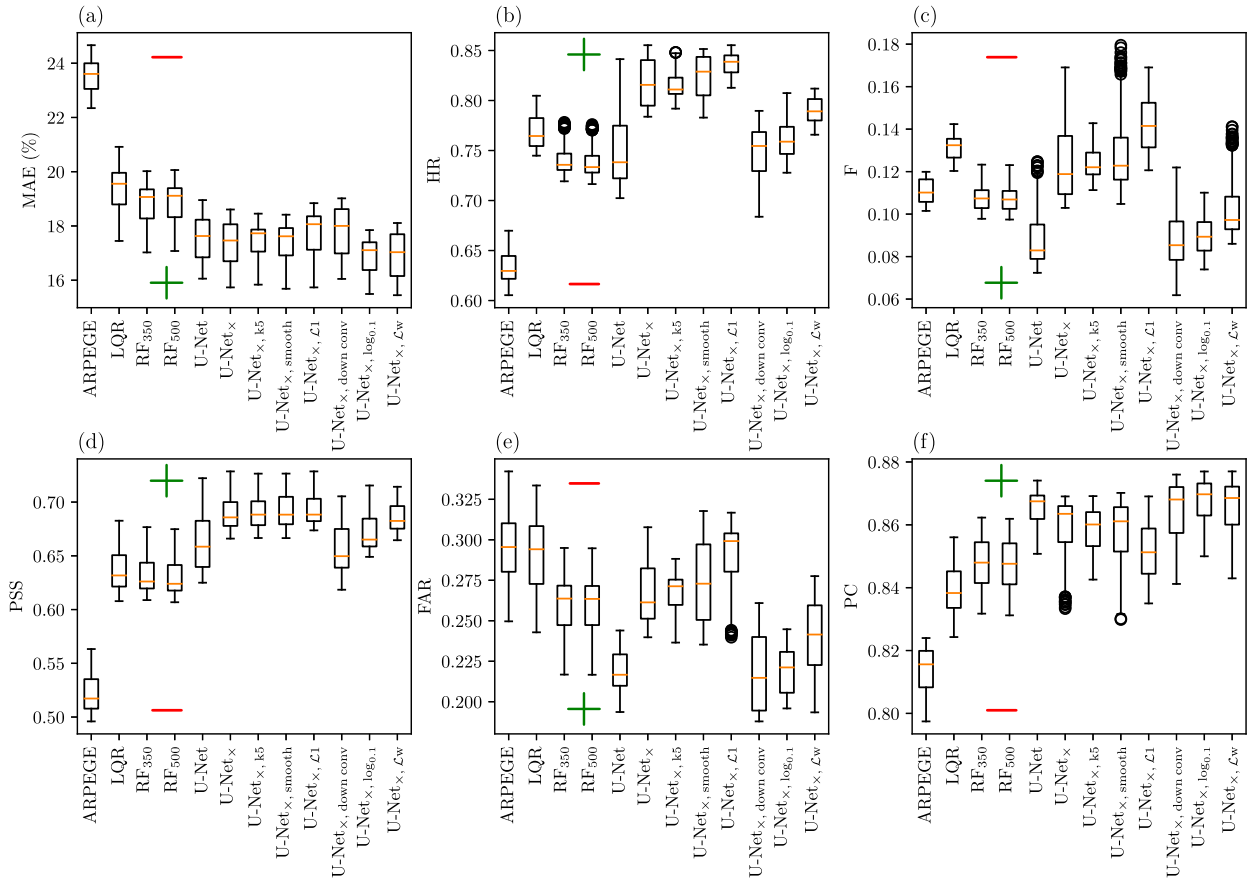 (a)
MAE (%)
24
22
20
18
16
ARPEGE
LQR
RF₃₅₀
RF₅₀₀
U-Net
U-Net×
U-Net×, k5
U-Net×, smooth
U-Net×, ℒ1
U-Net×, down conv
U-Net×, log₀.₁
U-Net×, ℒw
(b)
HR
0.85
0.80
0.75
0.70
0.65
0.60
ARPEGE
LQR
RF₃₅₀
RF₅₀₀
U-Net
U-Net×
U-Net×, k5
U-Net×, smooth
U-Net×, ℒ1
U-Net×, down conv
U-Net×, log₀.₁
U-Net×, ℒw
(c)
F
0.18
0.16
0.14
0.12
0.10
0.08
0.06
ARPEGE
LQR
RF₃₅₀
RF₅₀₀
U-Net
U-Net×
U-Net×, k5
U-Net×, smooth
U-Net×, ℒ1
U-Net×, down conv
U-Net×, log₀.₁
U-Net×, ℒw
(d)
PSS
0.70
0.65
0.60
0.55
0.50
ARPEGE
LQR
RF₃₅₀
RF₅₀₀
U-Net
U-Net×
U-Net×, k5
U-Net×, smooth
U-Net×, ℒ1
U-Net×, down conv
U-Net×, log₀.₁
U-Net×, ℒw
(e)
FAR
0.325
0.300
0.275
0.250
0.225
0.200
ARPEGE
LQR
RF₃₅₀
RF₅₀₀
U-Net
U-Net×
U-Net×, k5
U-Net×, smooth
U-Net×, ℒ1
U-Net×, down conv
U-Net×, log₀.₁
U-Net×, ℒw
(f)
PC
0.88
0.86
0.84
0.82
0.80
ARPEGE
LQR
RF₃₅₀
RF₅₀₀
U-Net
U-Net×
U-Net×, k5
U-Net×, smooth
U-Net×, ℒ1
U-Net×, down conv
U-Net×, log₀.₁
U-Net×, ℒw